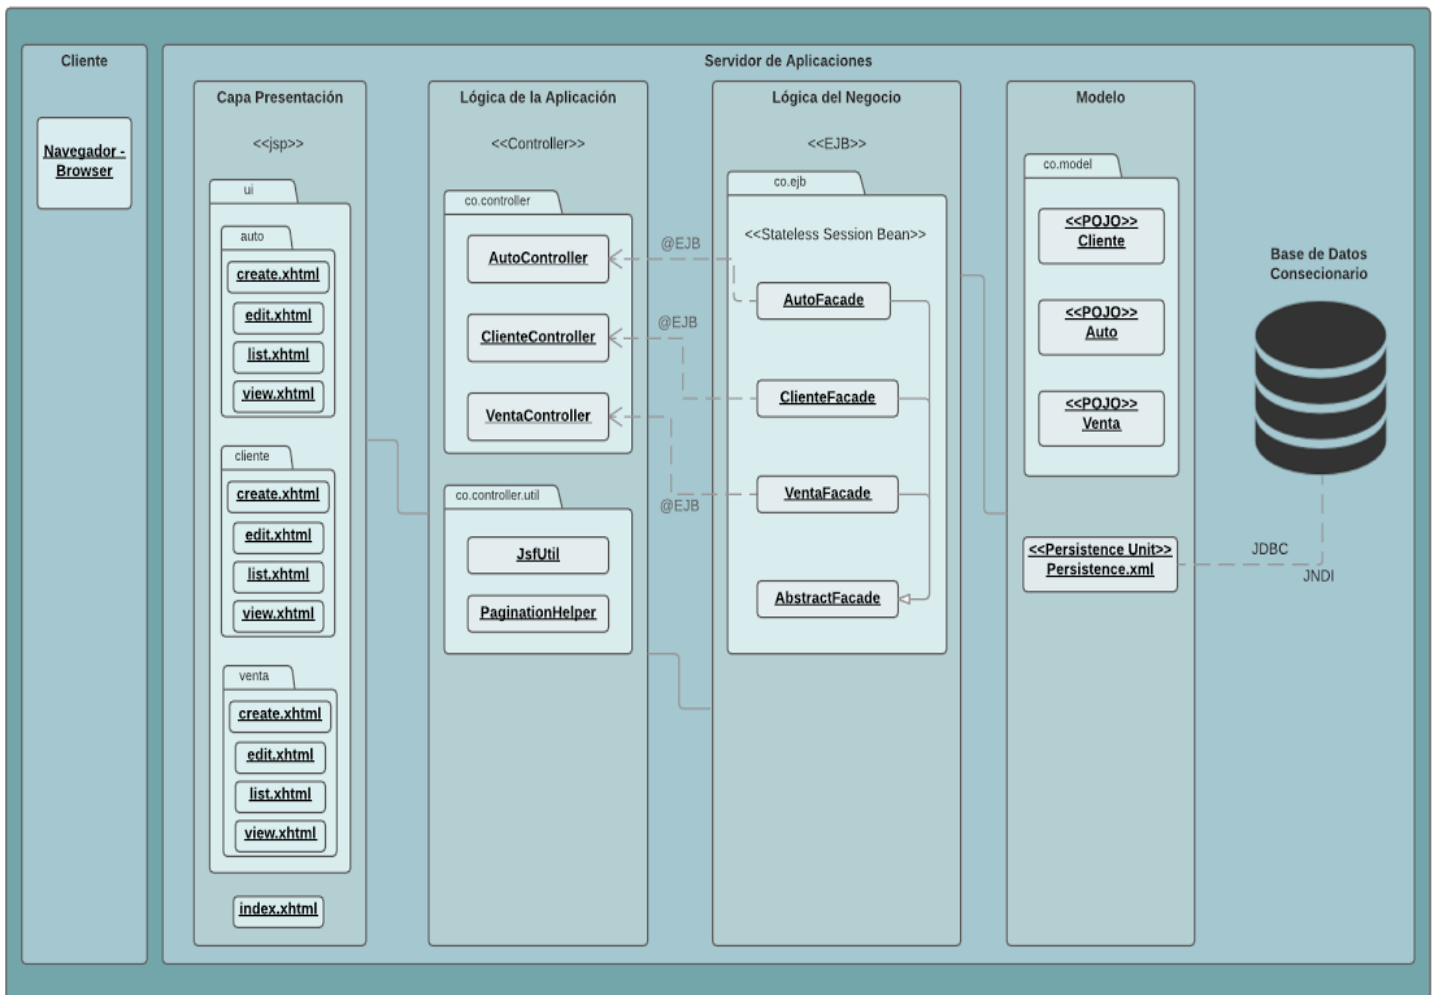 Cliente
Navegador -
Browser
Servidor de Aplicaciones
Capa Presentación
<<jsp>>
ui
auto
create.xhtml
edit.xhtml
list.xhtml
view.xhtml
cliente
create.xhtml
edit.xhtml
list.xhtml
view.xhtml
venta
create.xhtml
edit.xhtml
list.xhtml
view.xhtml
index.xhtml
Lógica de la Aplicación
<<Controller>>
co.controller
AutoController
ClienteController
VentaController
co.controller.util
JsfUtil
PaginationHelper
@EJB
@EJB
@EJB
Lógica del Negocio
<<EJB>>
co.ejb
<<Stateless Session Bean>>
AutoFacade
ClienteFacade
VentaFacade
AbstractFacade
Modelo
co.model
<<POJO>>
Cliente
<<POJO>>
Auto
<<POJO>>
Venta
<<Persistence Unit>>
Persistence.xml
JDBC
JNDI
Base de Datos
Consecionario